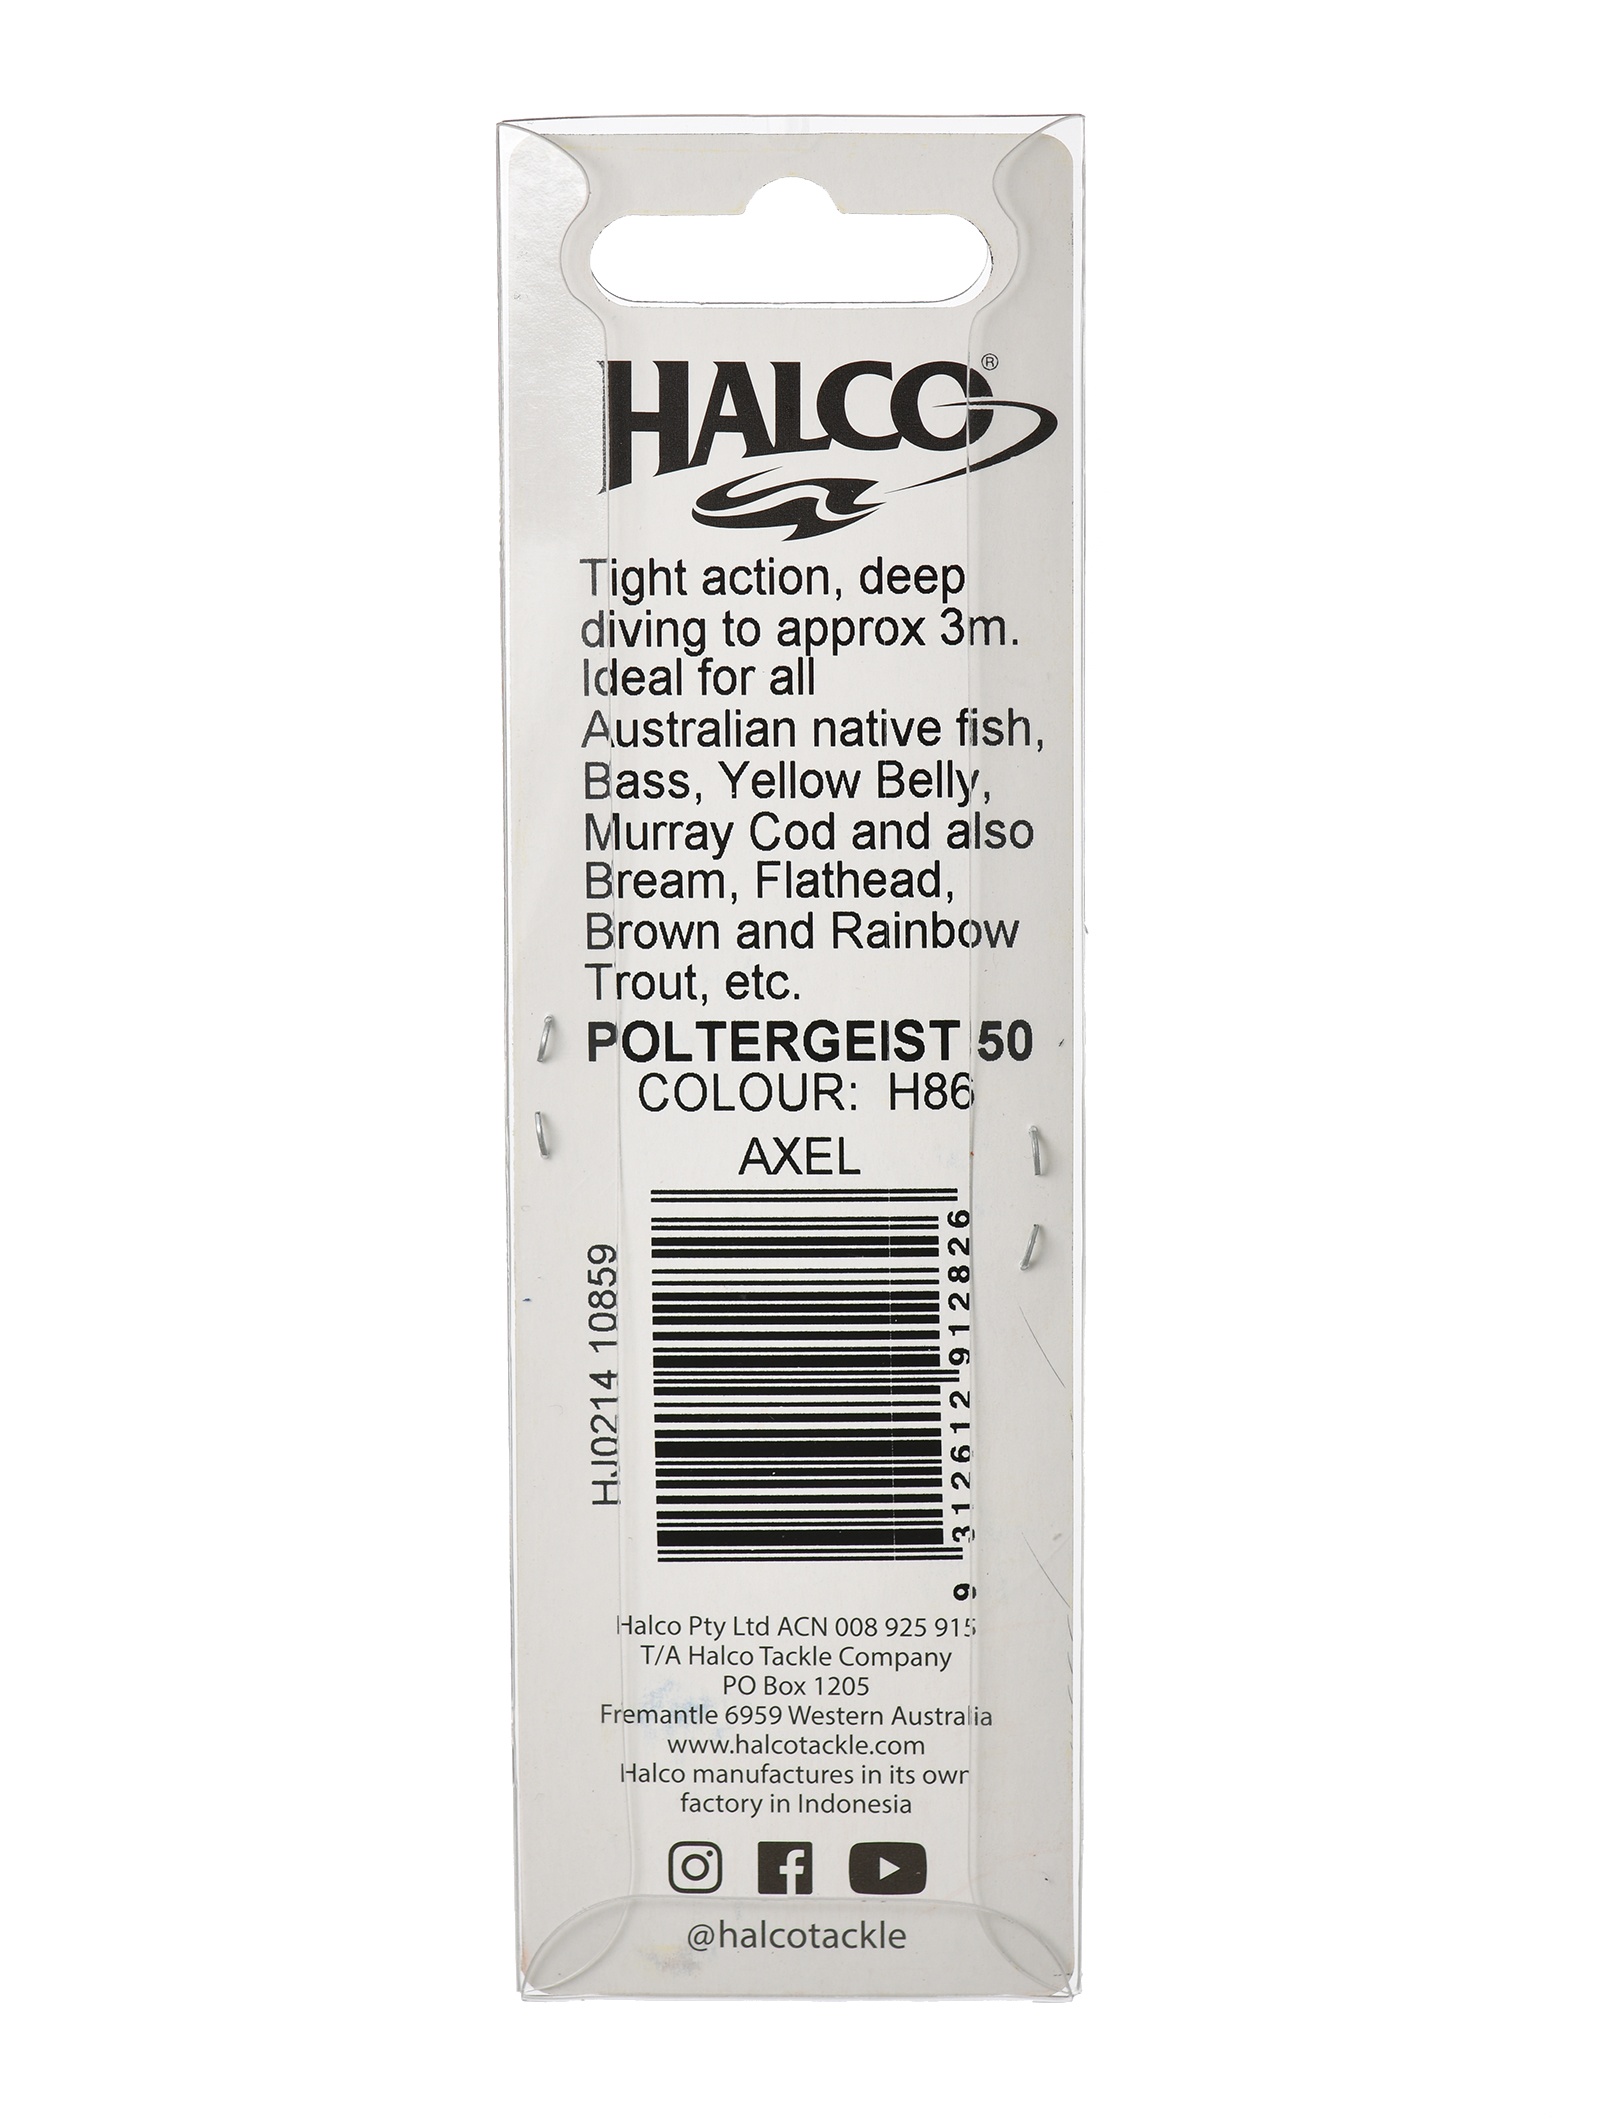 HALCO®
Tight action, deep
diving to approx 3m.
Ideal for all
Australian native fish,
Bass, Yellow Belly,
Murray Cod and also
Bream, Flathead,
Brown and Rainbow
Trout, etc.
POLTERGEIST 50
COLOUR: H86
AXEL
HJ0214 10859
9 312612 912826
Halco Pty Ltd ACN 008 925 915
T/A Halco Tackle Company
PO Box 1205
Fremantle 6959 Western Australia
www.halcotackle.com
Halco manufactures in its own
factory in Indonesia
@halcotackle